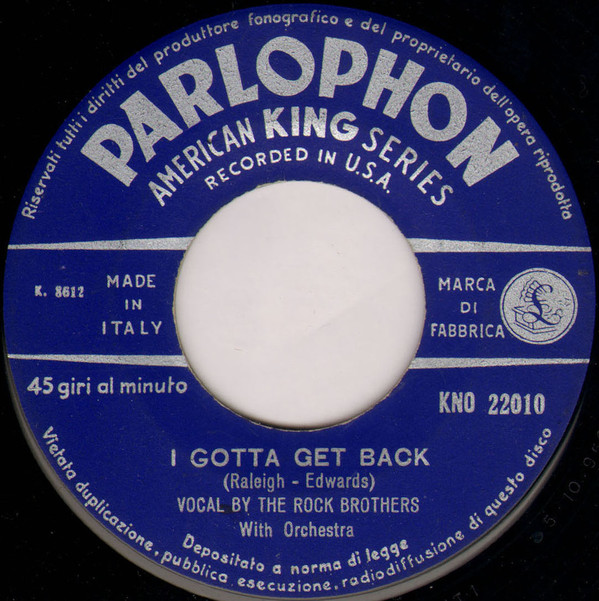 Riservati tutti i diritti del produttore fonografico e del proprietario dell'opera riprodotta
PARLOPHON
AMERICAN KING SERIES
RECORDED IN U.S.A.
K. 8612
MADE
IN
ITALY
MARCA
DI
FABBRICA
£
45 giri al minuto
KNO 22010
I GOTTA GET BACK
(Raleigh - Edwards)
VOCAL BY THE ROCK BROTHERS
With Orchestra
Depositato a norma di legge
Vietata duplicazione, pubblica esecuzione, radiodiffusione di questo disco